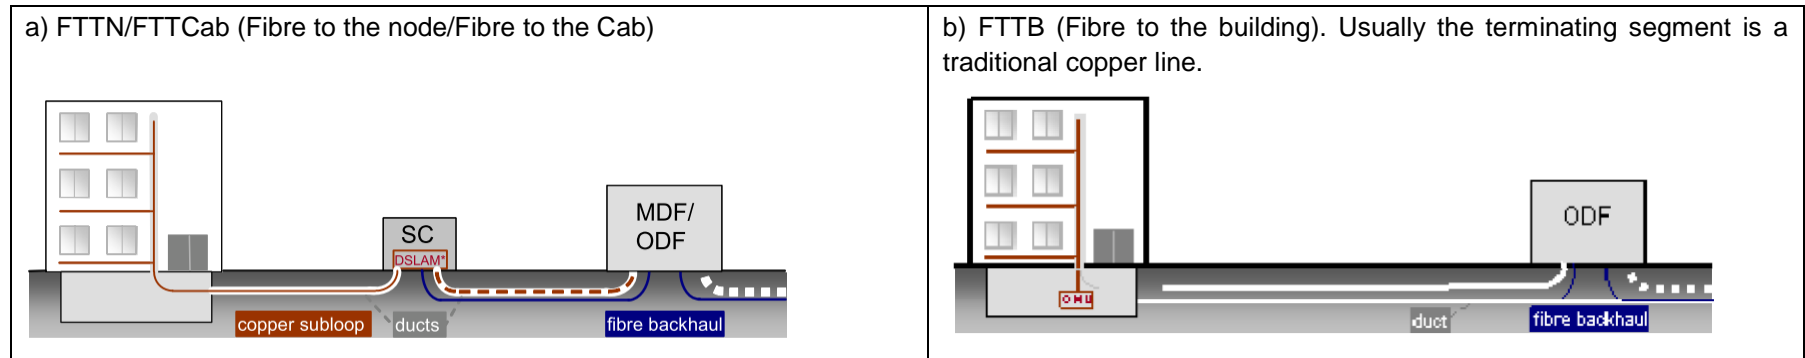 a) FTTN/FTTCab (Fibre to the node/Fibre to the Cab)
SC
DSLAM*
MDF/
ODF
copper subloop
ducts
fibre backhaul
b) FTTB (Fibre to the building). Usually the terminating segment is a
traditional copper line.
ODF
duct
fibre backhaul